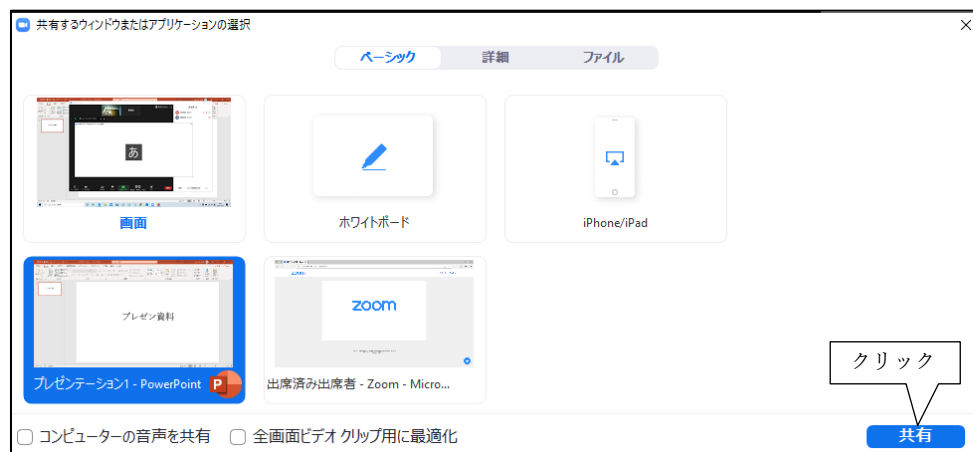 共有するウィンドウまたはアプリケーションの選択
ベーシック 詳細 ファイル
あ
画面
ホワイトボード
iPhone/iPad
プレゼン資料
zoom
プレゼンテーション1 - PowerPoint P
出席済み出席者 - Zoom - Micro...
クリック
コンピューターの音声を共有 全画面ビデオ クリップ用に最適化
共有